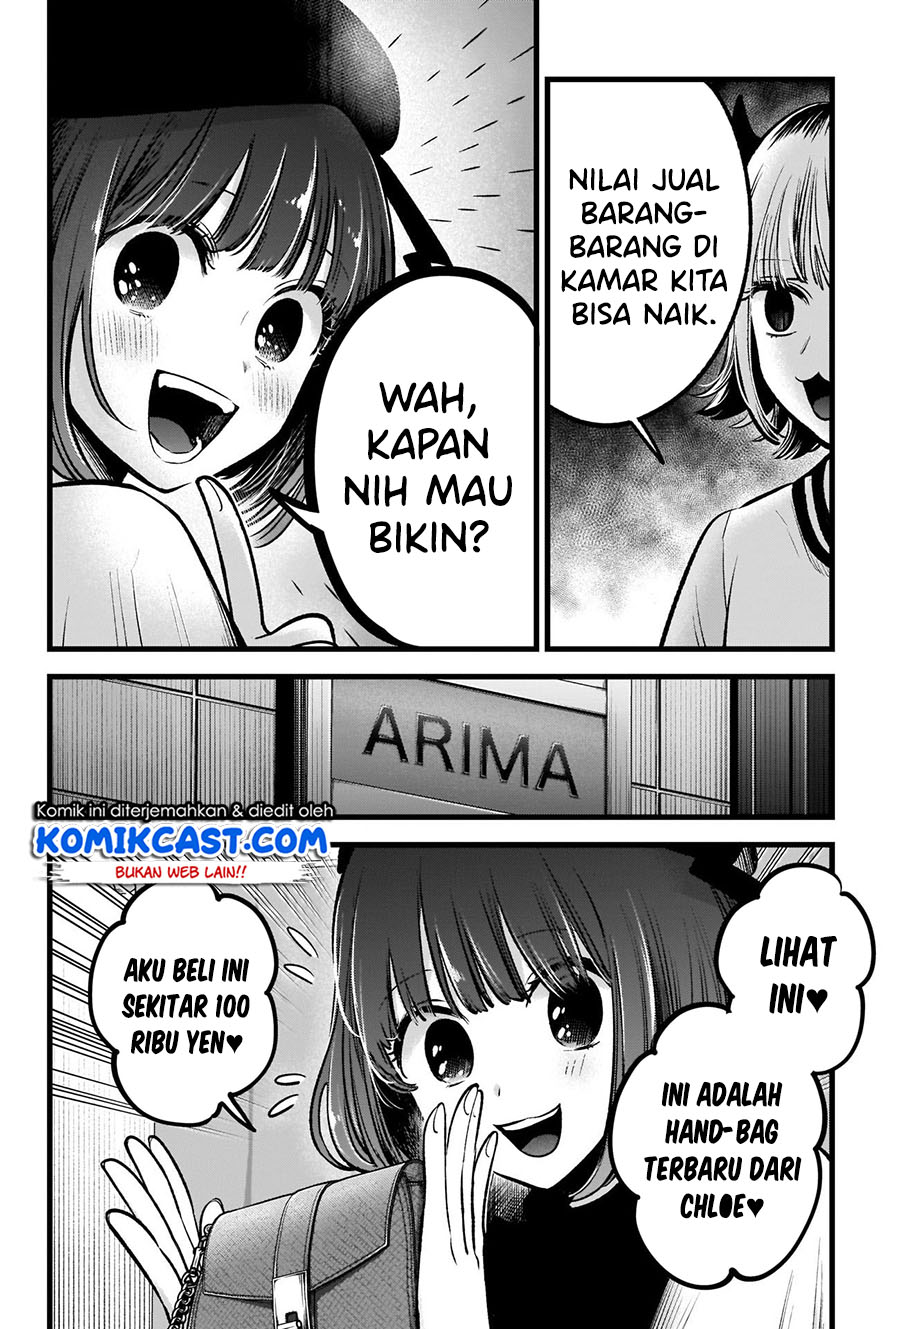 NILAI JUAL
BARANG-
BARANG DI
KAMAR KITA
BISA NAIK.
WAH,
KAPAN
NIH MAU
BIKIN?
ARIMA
Komik ini diterjemahkan & diedit oleh
KOMIKCAST.COM
BUKAN WEB LAIN!!
LIHAT
INI♥
INI ADALAH
HAND-BAG
TERBARU DARI
CHLOE♥
AKU BELI INI
SEKITAR 100
RIBU YEN♥